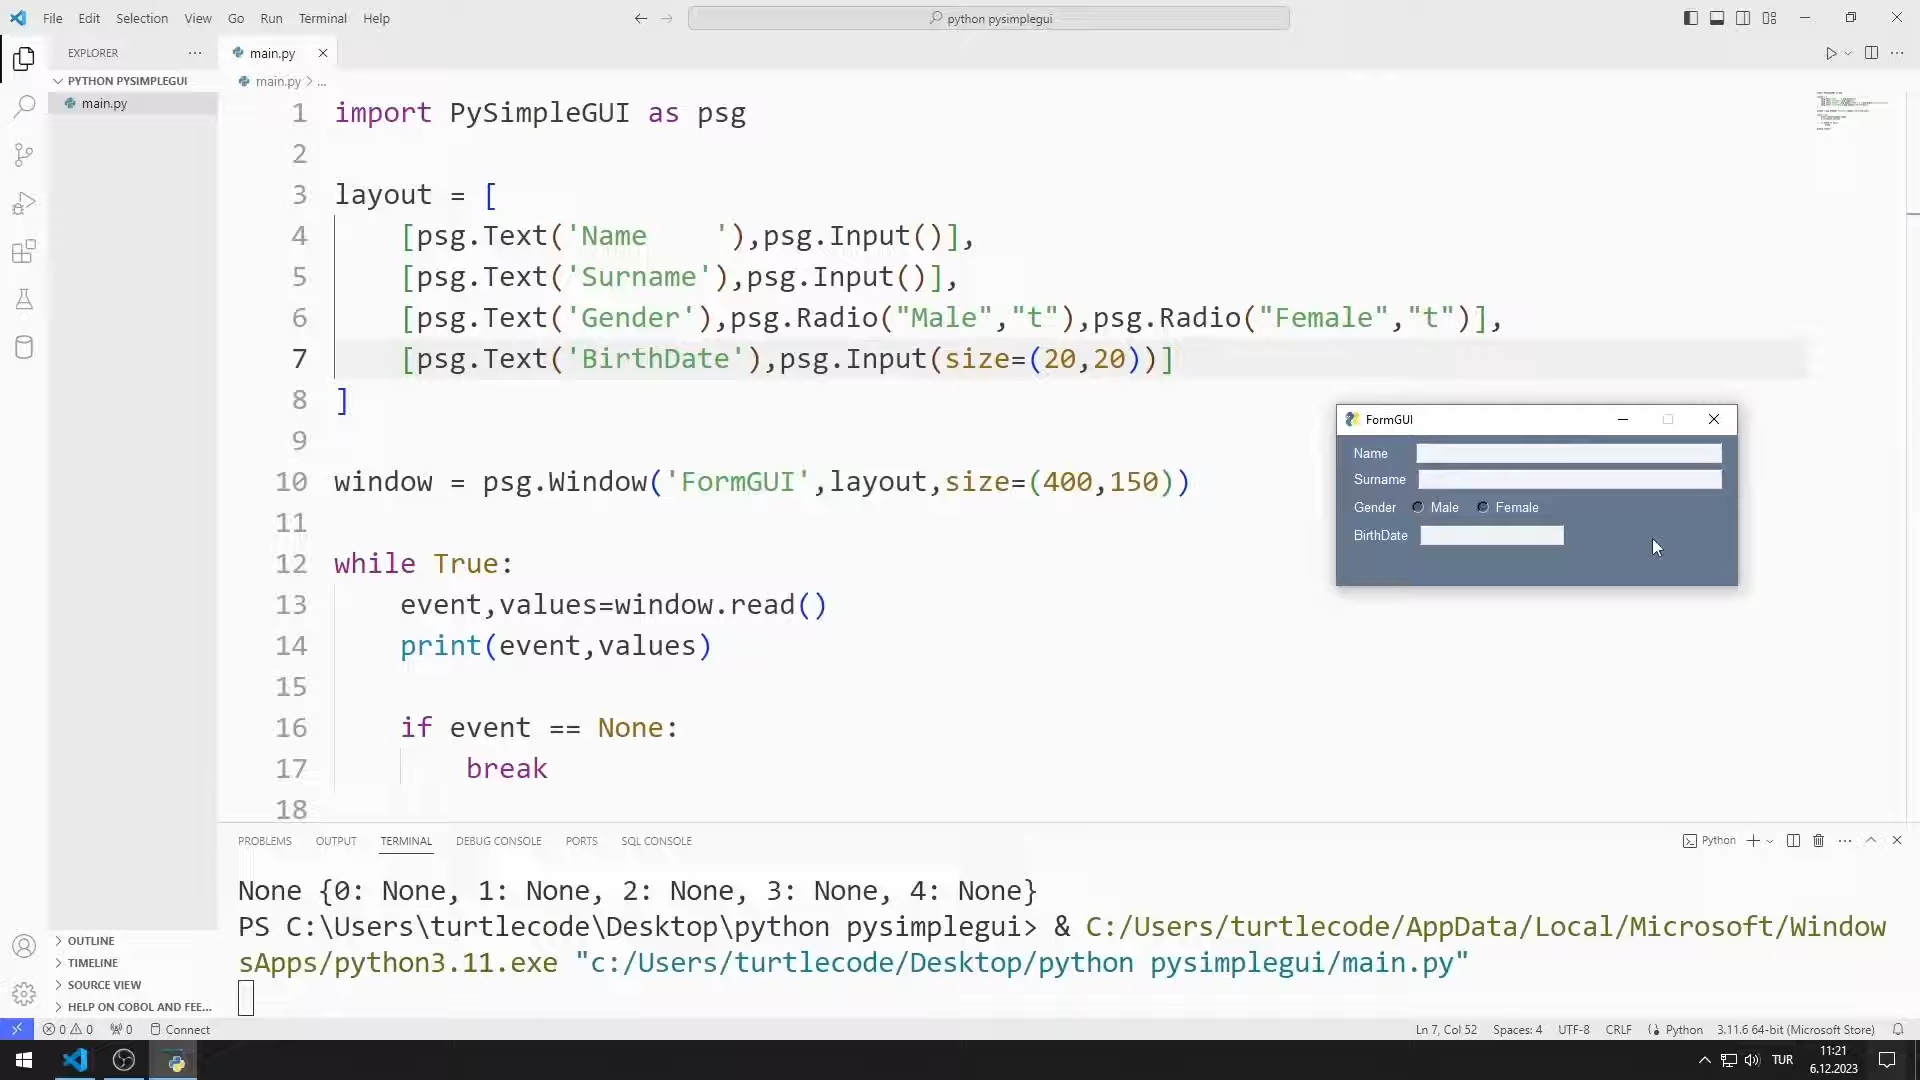 File Edit Selection View Go Run Terminal Help
python pysimplegui
EXPLORER
PYTHON PYSIMPLEGUI
main.py
main.py
main.py > ...
1 import PySimpleGUI as psg
2
3 layout = [
4     [psg.Text('Name    '),psg.Input()],
5     [psg.Text('Surname'),psg.Input()],
6     [psg.Text('Gender'),psg.Radio("Male","t"),psg.Radio("Female","t")],
7     [psg.Text('BirthDate'),psg.Input(size=(20,20))]
8 ]
9
10 window = psg.Window('FormGUI',layout,size=(400,150))
11
12 while True:
13     event,values=window.read()
14     print(event,values)
15
16     if event == None:
17         break
18
FormGUI
Name
Surname
Gender Male Female
BirthDate
PROBLEMS OUTPUT TERMINAL DEBUG CONSOLE PORTS SQL CONSOLE
Python
None {0: None, 1: None, 2: None, 3: None, 4: None}
PS C:\Users\turtlecode\Desktop\python pysimplegui> & C:/Users/turtlecode/AppData/Local/Microsoft/Window
sApps/python3.11.exe "c:/Users/turtlecode/Desktop/python pysimplegui/main.py"
OUTLINE
TIMELINE
SOURCE VIEW
HELP ON COBOL AND FEE...
0 0 0 Connect
Ln 7, Col 52 Spaces: 4 UTF-8 CRLF Python 3.11.6 64-bit (Microsoft Store)
TUR
11:21
6.12.2023